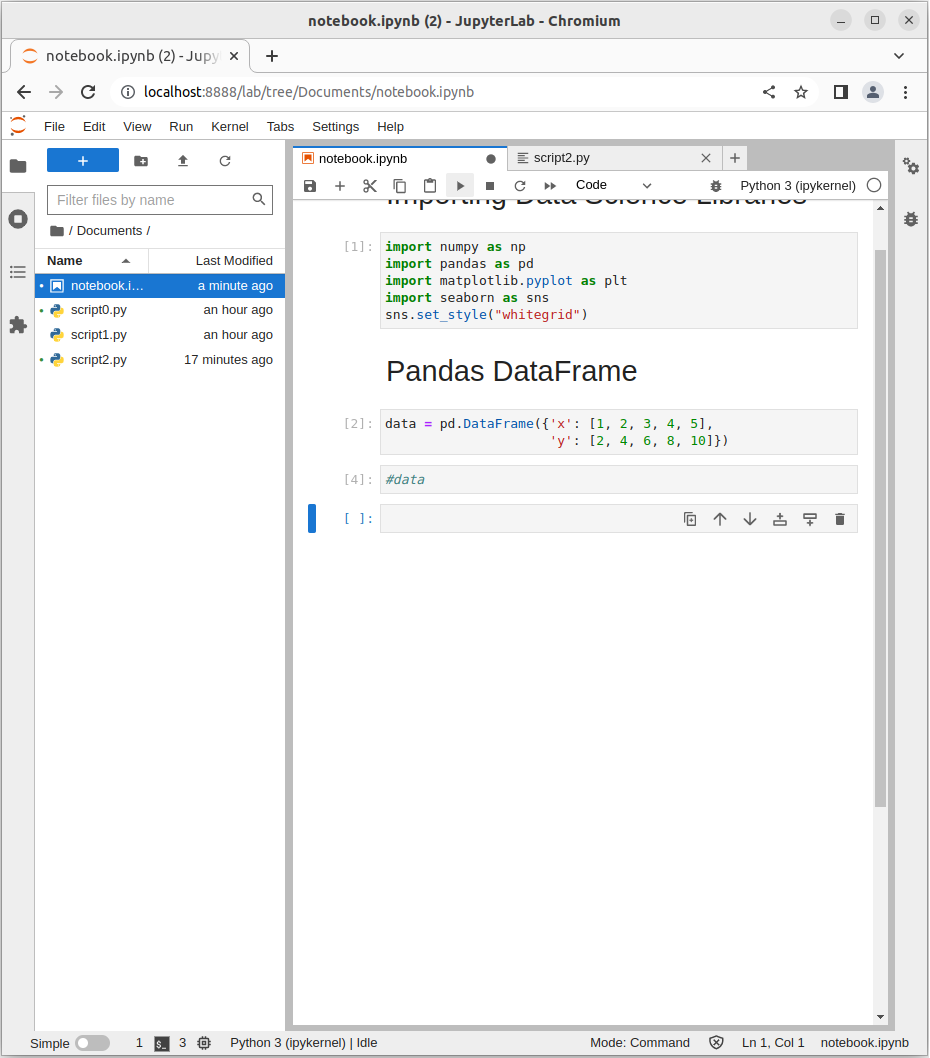 notebook.ipynb (2) - JupyterLab - Chromium
notebook.ipynb (2) - Jupy
localhost:8888/lab/tree/Documents/notebook.ipynb
File Edit View Run Kernel Tabs Settings Help
notebook.ipynb
script2.py
Code
Python 3 (ipykernel)
Filter files by name
/ Documents /
Name Last Modified
notebook.i… a minute ago
script0.py an hour ago
script1.py an hour ago
script2.py 17 minutes ago
Importing Data Science Libraries
[1]: import numpy as np
import pandas as pd
import matplotlib.pyplot as plt
import seaborn as sns
sns.set_style("whitegrid")
Pandas DataFrame
[2]: data = pd.DataFrame({'x': [1, 2, 3, 4, 5],
'y': [2, 4, 6, 8, 10]})
[4]: #data
[ ]:
Simple 1 $_ 3 Python 3 (ipykernel) | Idle Mode: Command Ln 1, Col 1 notebook.ipynb